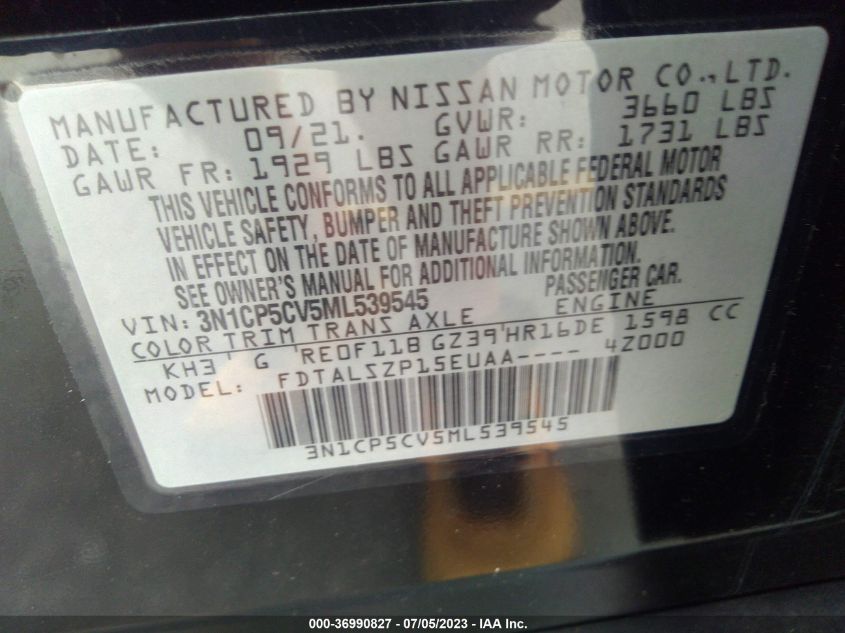 MANUFACTURED BY NISSAN MOTOR CO.,LTD.
DATE: 09/21. GVWR: 3660 LBS
GAWR FR: 1929 LBS GAWR RR: 1731 LBS
THIS VEHICLE CONFORMS TO ALL APPLICABLE FEDERAL MOTOR
VEHICLE SAFETY, BUMPER AND THEFT PREVENTION STANDARDS
IN EFFECT ON THE DATE OF MANUFACTURE SHOWN ABOVE.
SEE OWNER'S MANUAL FOR ADDITIONAL INFORMATION.
VIN: 3N1CP5CV5ML539545 PASSENGER CAR.
COLOR TRIM TRANS AXLE ENGINE
KH3 G RE0F11B GZ39 HR16DE 1598 CC
MODEL: FDTALSZP15EUAA---- 4Z000
3N1CP5CV5ML539545
000-36990827 - 07/05/2023 - IAA Inc.